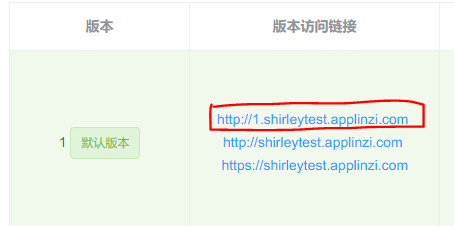 版本 版本访问链接
http://1.shirleytest.applinzi.com
1 默认版本 http://shirleytest.applinzi.com
https://shirleytest.applinzi.com